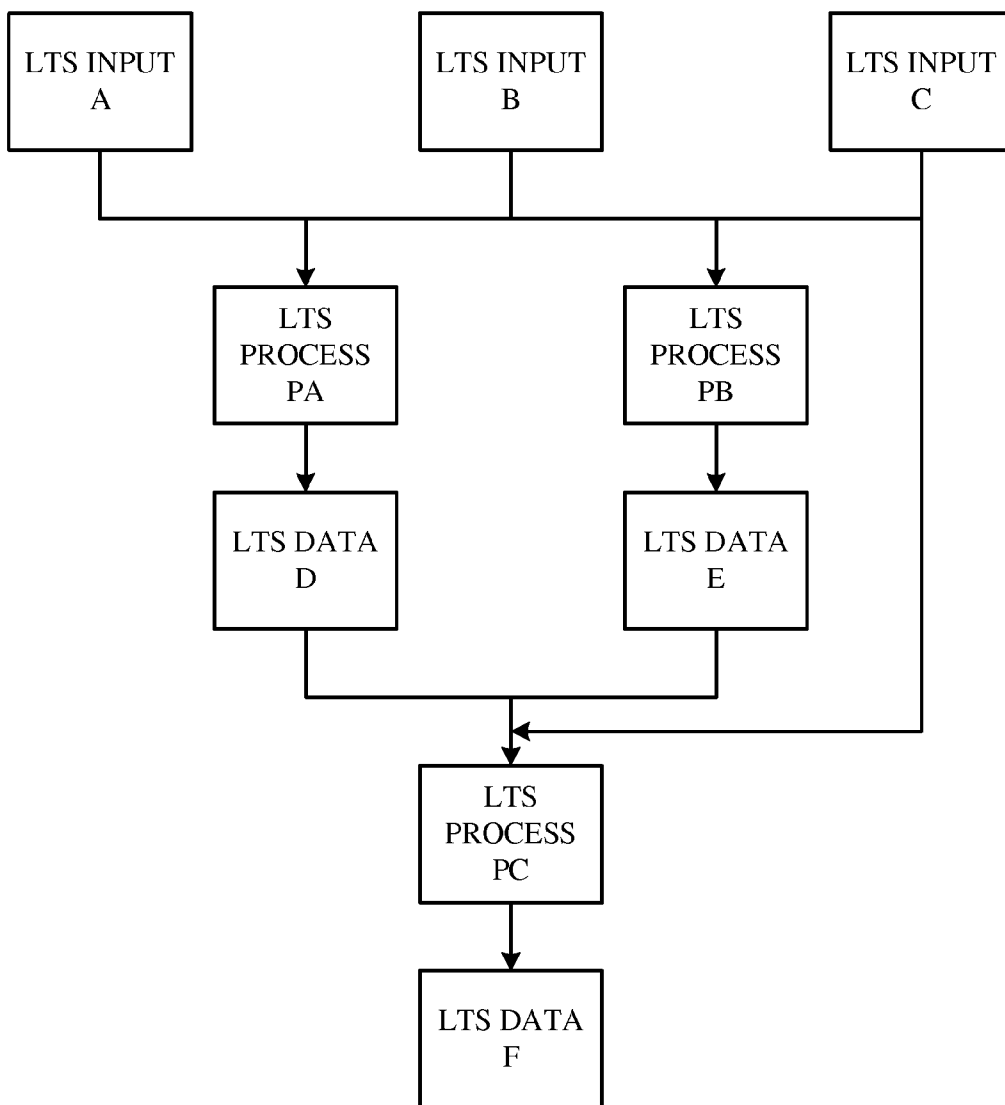 LTS INPUT
A
LTS INPUT
B
LTS INPUT
C
LTS
PROCESS
PA
LTS
PROCESS
PB
LTS DATA
D
LTS DATA
E
LTS
PROCESS
PC
LTS DATA
F